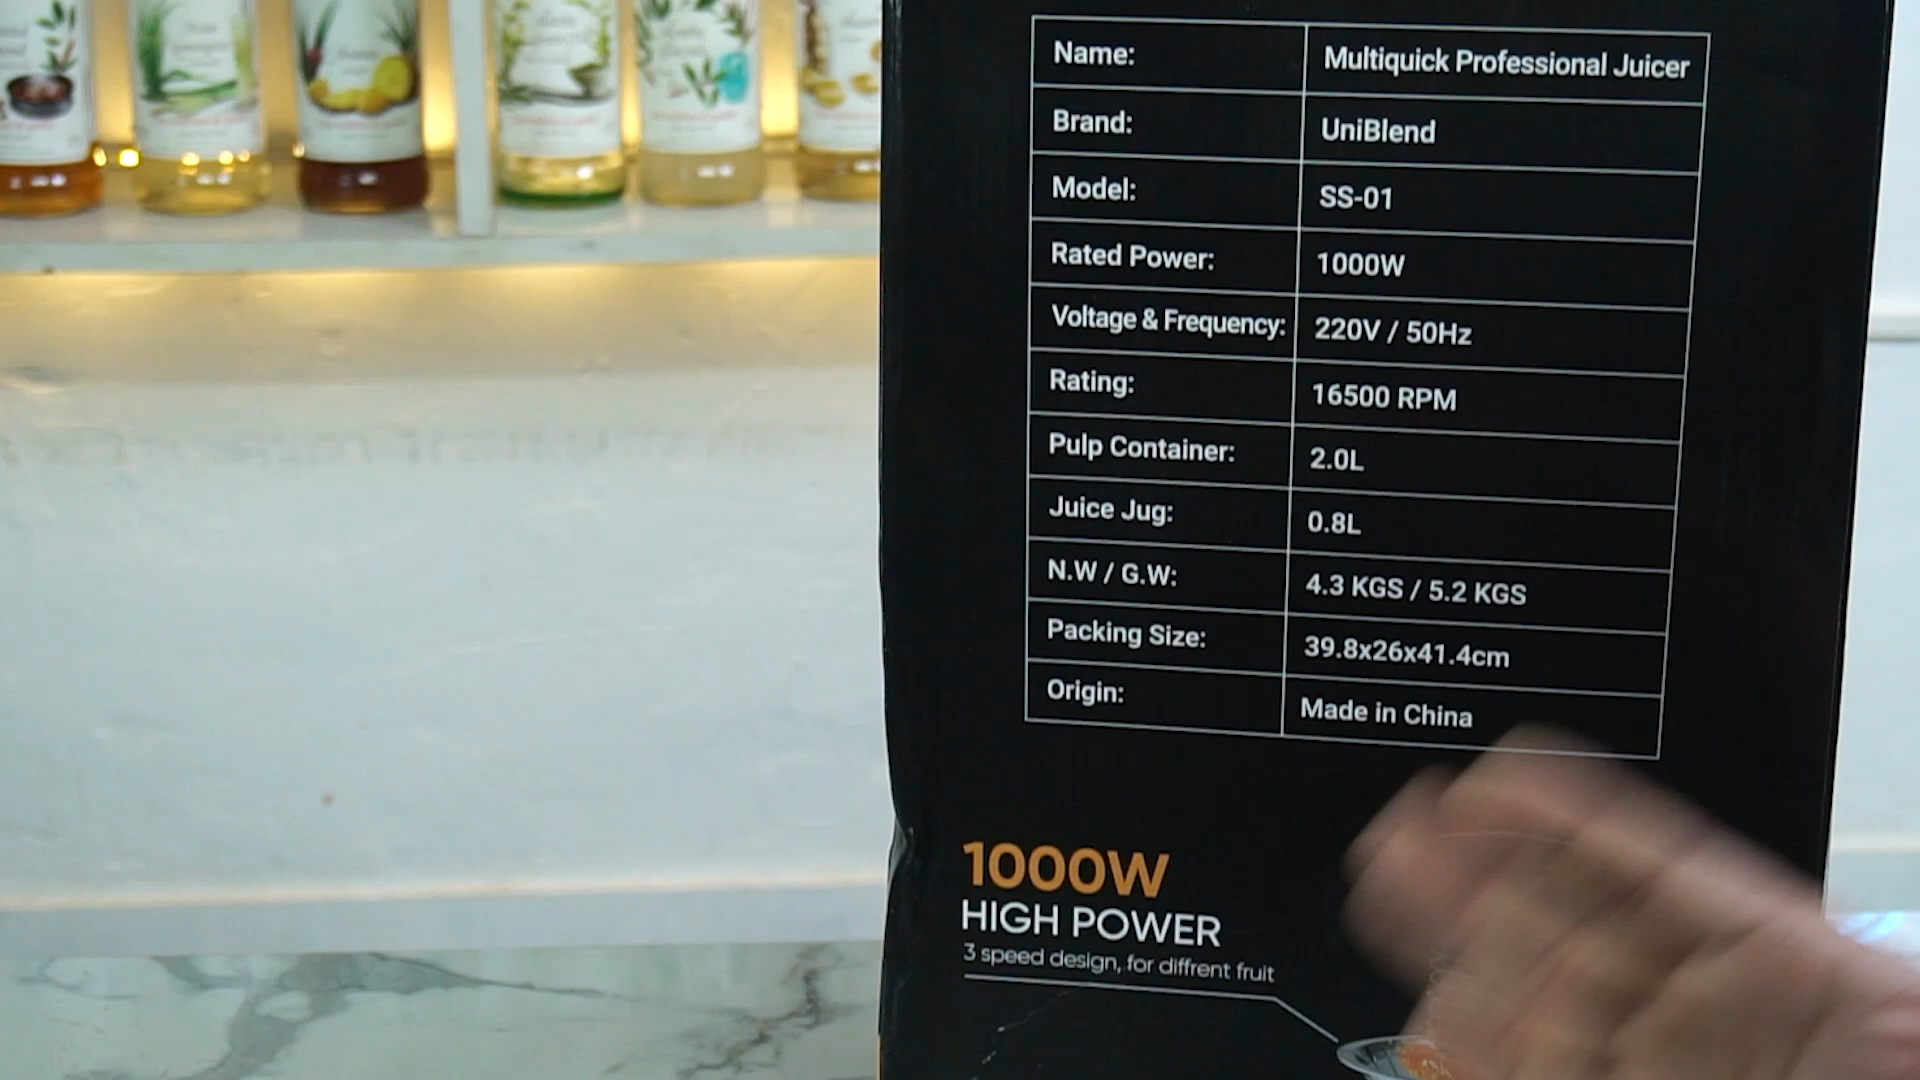 Name: Multiquick Professional Juicer
Brand: UniBlend
Model: SS-01
Rated Power: 1000W
Voltage & Frequency: 220V / 50Hz
Rating: 16500 RPM
Pulp Container: 2.0L
Juice Jug: 0.8L
N.W / G.W: 4.3 KGS / 5.2 KGS
Packing Size: 39.8x26x41.4cm
Origin: Made in China
1000W
HIGH POWER
3 speed design, for diffrent fruit